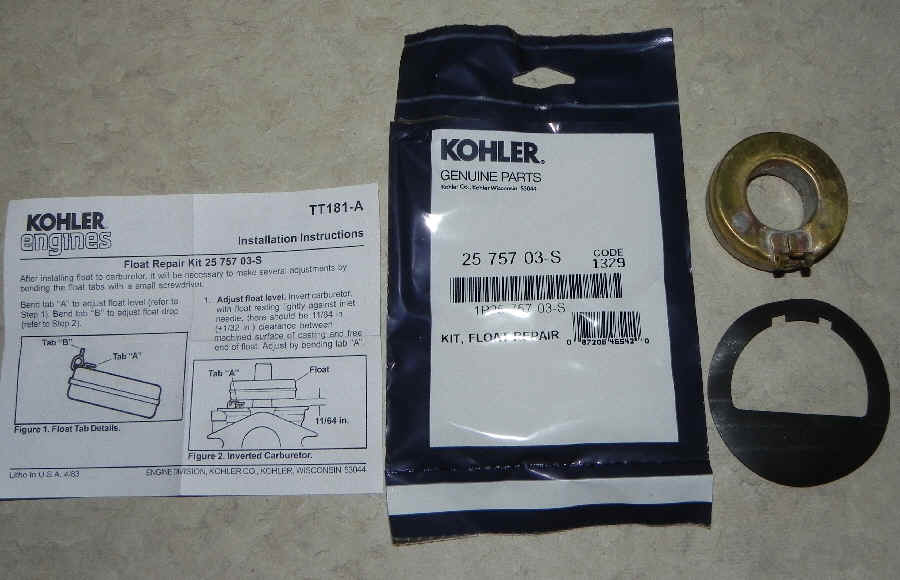 KOHLER
engines
TT181-A
Installation Instructions
Float Repair Kit 25 757 03-S
After installing float to carburetor, it will be necessary to make several adjustments by
bending the float tabs with a small screwdriver.
Bend tab "A" to adjust float level (refer to
Step 1). Bend tab "B" to adjust float drop
(refer to Step 2).
Tab "B"
Tab "A"
Figure 1. Float Tab Details.
1. Adjust float level. Invert carburetor,
with float resting lightly against inlet
needle, there should be 11/64 in.
(±1/32 in.) clearance between
machined surface of casting and free
end of float. Adjust by bending tab "A".
Tab "A"
Float
11/64 in.
Figure 2. Inverted Carburetor.
Litho in U.S.A. 4/83
ENGINE DIVISION, KOHLER CO., KOHLER, WISCONSIN 53044
KOHLER®
GENUINE PARTS
Kohler Co., Kohler Wisconsin 53044
25 757 03-S
CODE
1329
1P25 757 03-S
KIT, FLOAT REPAIR